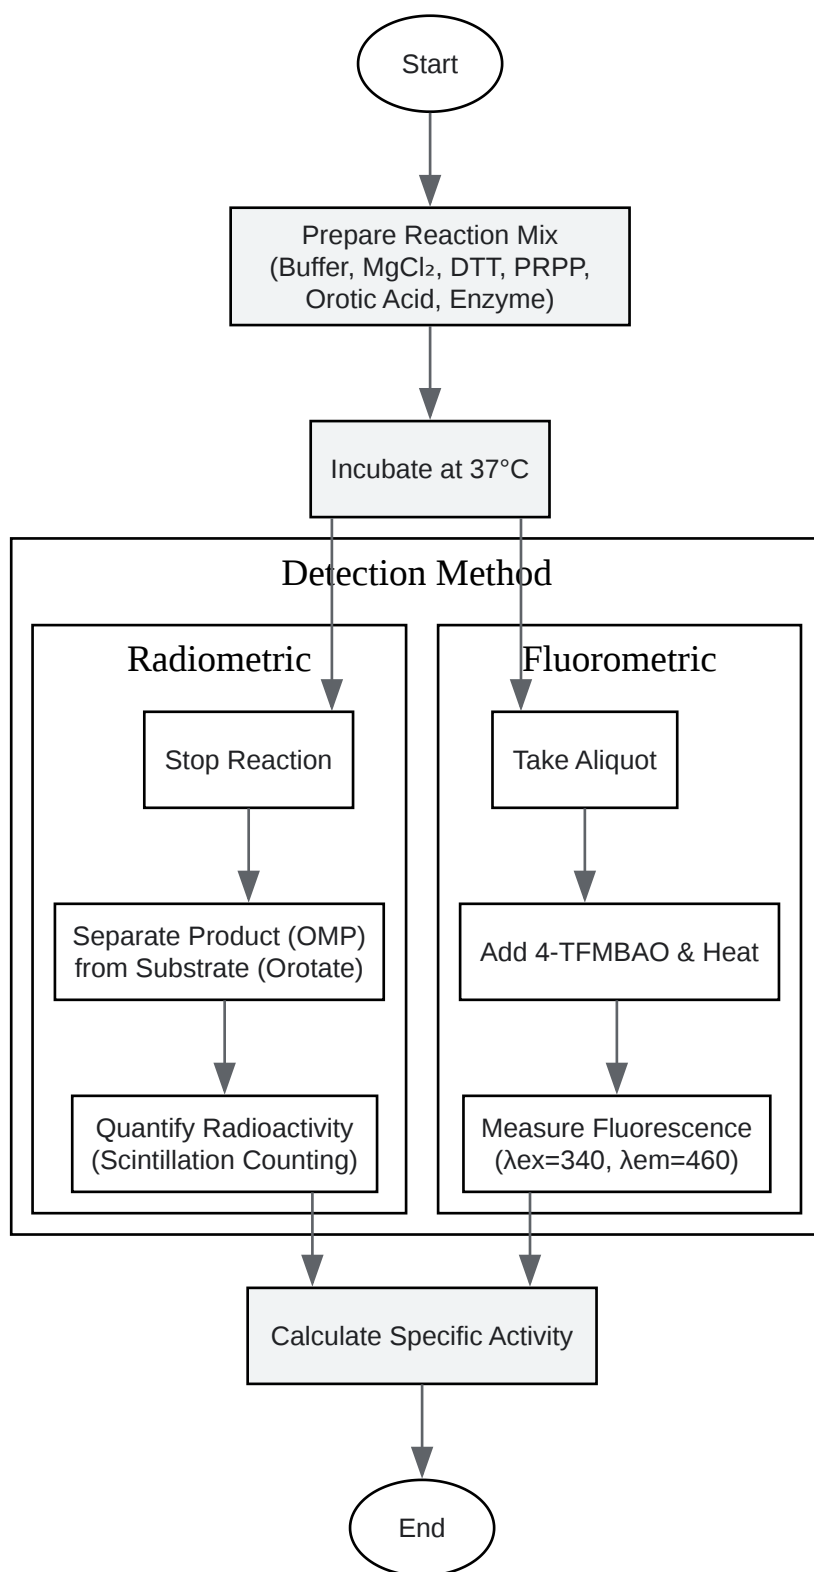 Start
Prepare Reaction Mix
(Buffer, MgCl₂, DTT, PRPP,
Orotic Acid, Enzyme)
Incubate at 37°C
Detection Method
Radiometric
Stop Reaction
Separate Product (OMP)
from Substrate (Orotate)
Quantify Radioactivity
(Scintillation Counting)
Fluorometric
Take Aliquot
Add 4-TFMBAO & Heat
Measure Fluorescence
(λex=340, λem=460)
Calculate Specific Activity
End